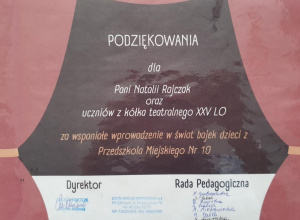 PODZIĘKOWANIA
dla
Pani Natalii Rajczak
oraz
uczniów z kółka teatralnego XXV LO
za wspaniałe wprowadzenie w świat bajek dzieci z
Przedszkola Miejskiego Nr 10
Dyrektor
Rada Pedagogiczna